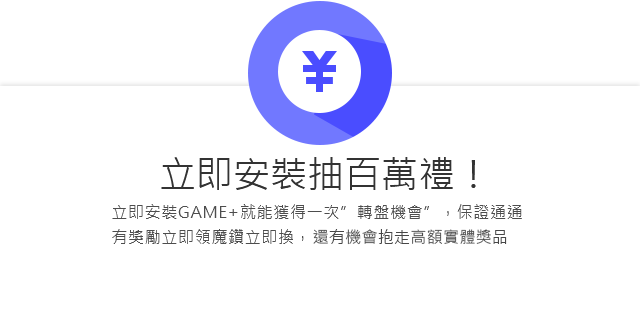 ¥
立即安裝抽百萬禮！
立即安裝GAME+就能獲得一次”轉盤機會”，保證通通
有獎勵立即領魔鑽立即換，還有機會抱走高額實體獎品